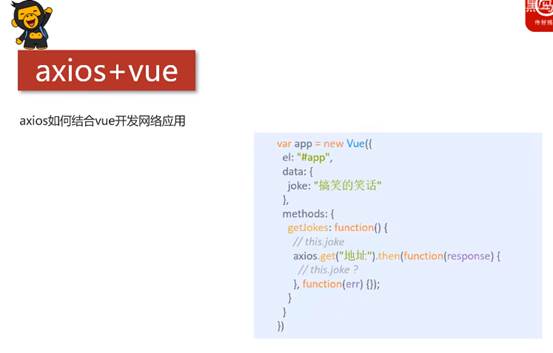 axios+vue
axios如何结合vue开发网络应用
var app = new Vue({
el: "#app",
data: {
joke: "搞笑的笑话"
},
methods: {
getJokes: function() {
// this.joke
axios.get("地址").then(function(response) {
// this.joke ?
}, function(err) {});
}
}
})